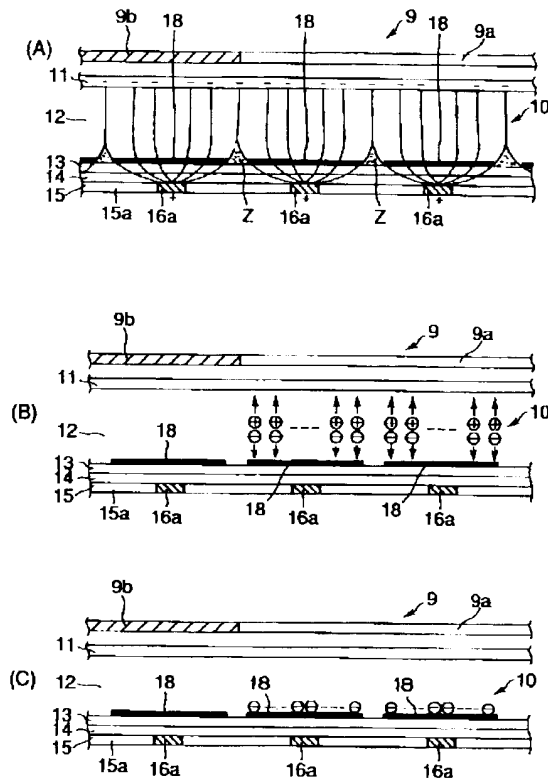 18 9 18 18
9b 9a
(A)
11
12 10
13
14
15
15a 16a Z 16a Z 16a
9b 9 9a
11
(B)
12 18 10
13
14
15
15a 16a 18 16a 18 16a
9b 9 9a
11
(C)
12 18 18 18 10
13
14
15
15a 16a 16a 16a